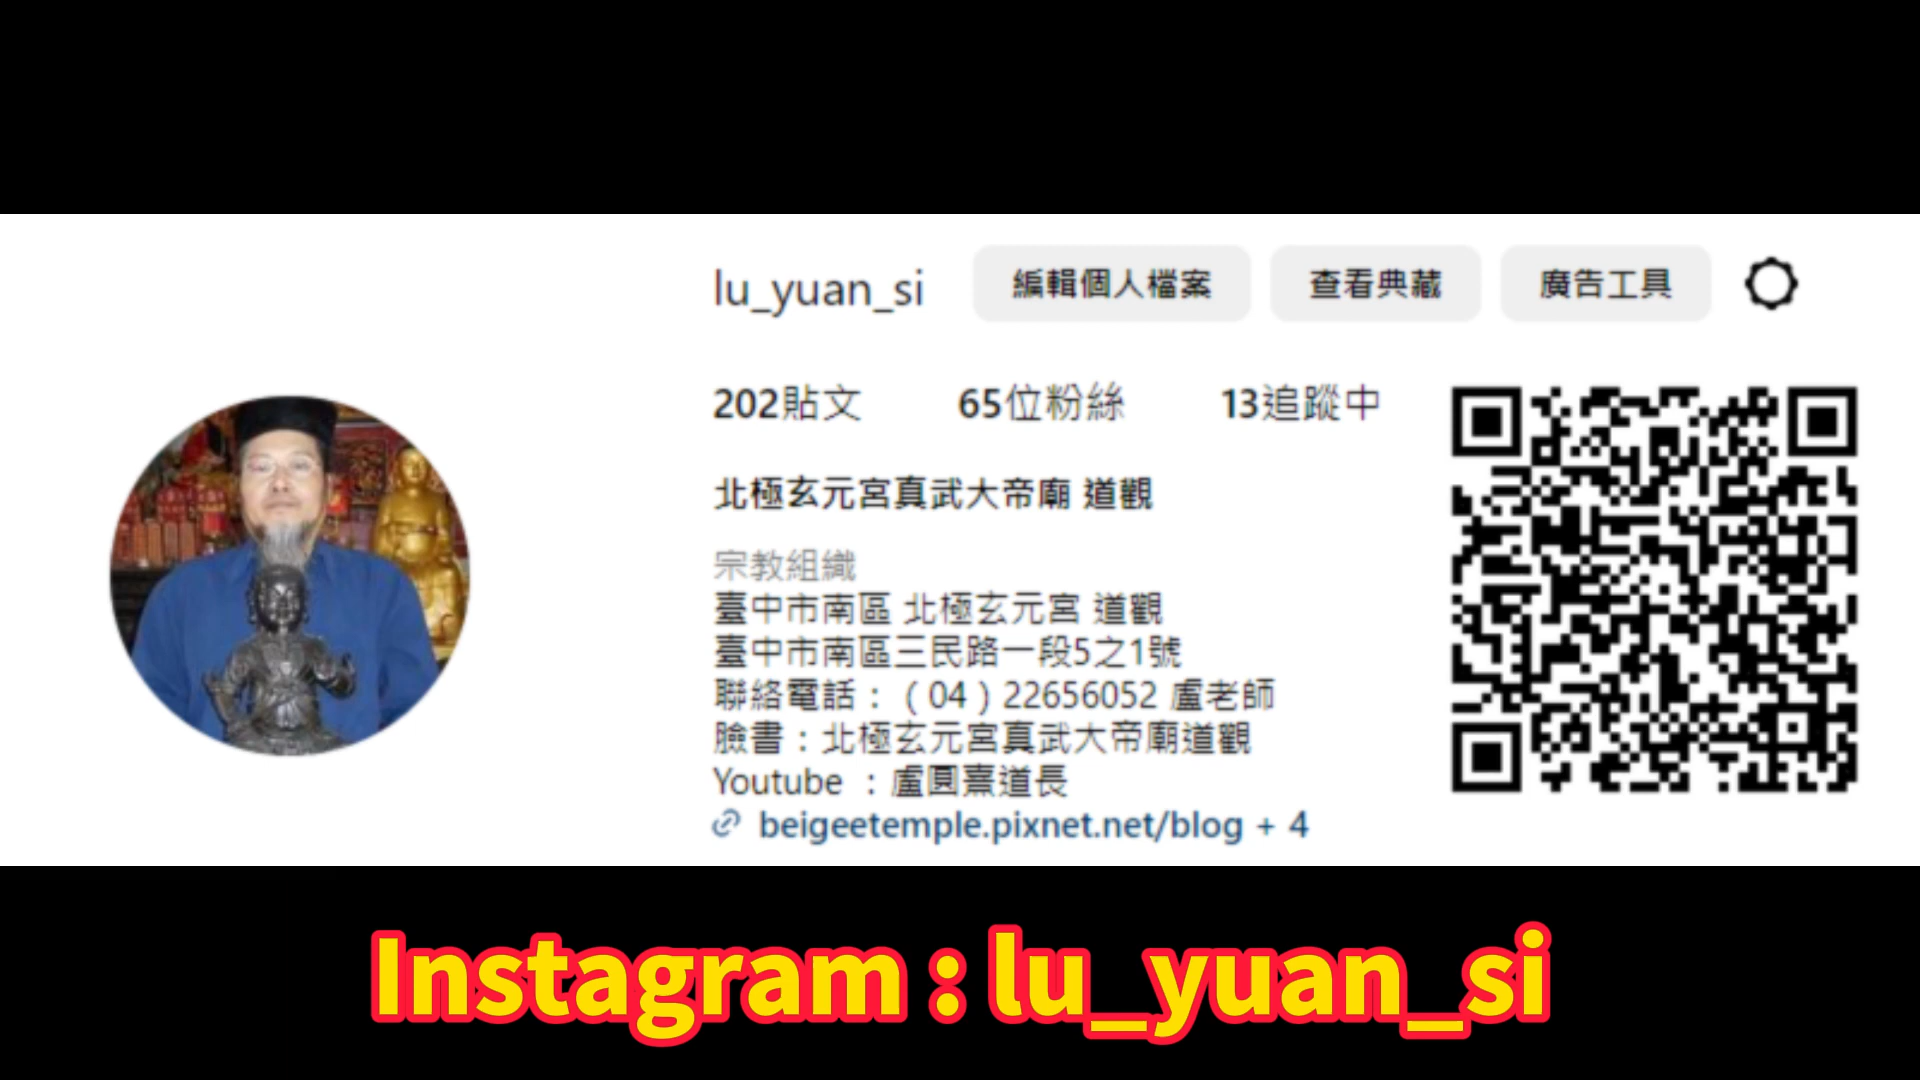 lu_yuan_si 編輯個人檔案 查看典藏 廣告工具
202貼文 65位粉絲 13追蹤中
北極玄元宮真武大帝廟 道觀
宗教組織
臺中市南區 北極玄元宮 道觀
臺中市南區三民路一段5之1號
聯絡電話：（04）22656052 盧老師
臉書：北極玄元宮真武大帝廟道觀
Youtube ：盧圓熹道長
beigeetemple.pixnet.net/blog + 4
Instagram : lu_yuan_si